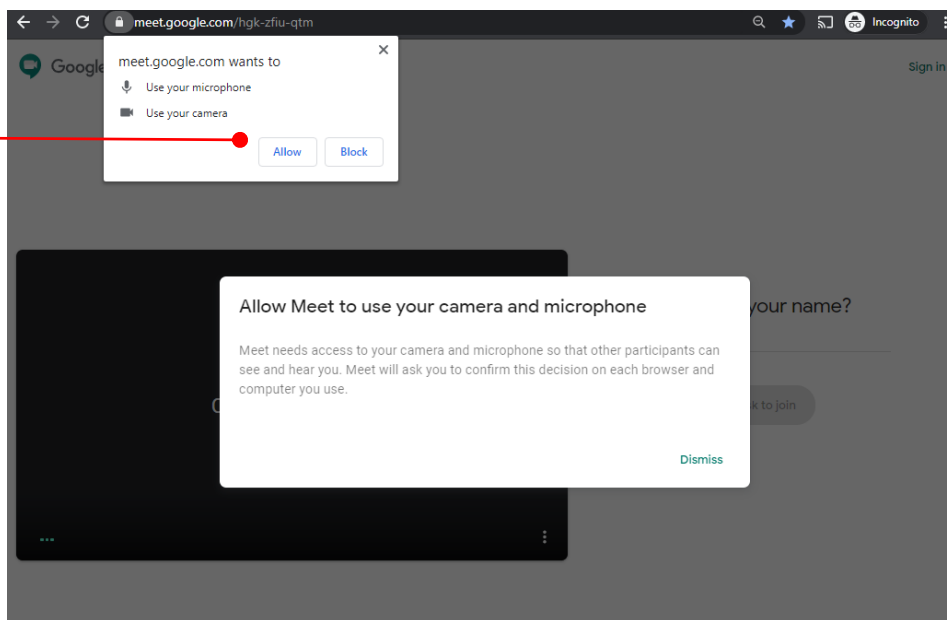 meet.google.com/hgk-zfiu-qtm
Incognito
Google
Sign in
meet.google.com wants to
Use your microphone
Use your camera
Allow Block
Allow Meet to use your camera and microphone
your name?
Meet needs access to your camera and microphone so that other participants can
see and hear you. Meet will ask you to confirm this decision on each browser and
computer you use.
to join
Dismiss